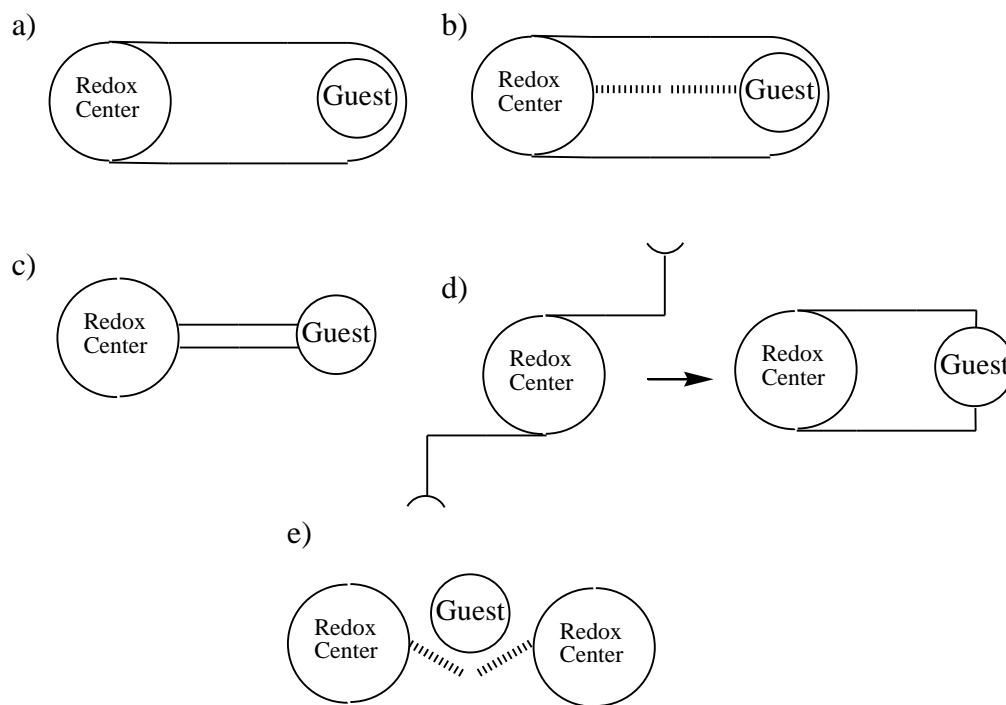 a)
Redox
Center
Guest
b)
Redox
Center
Guest
c)
Redox
Center
Guest
d)
Redox
Center
Redox
Center
Guest
e)
Redox
Center
Guest
Redox
Center